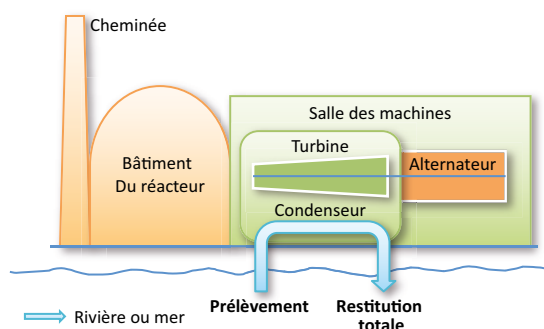 Cheminée
Salle des machines
Turbine
Bâtiment
Du réacteur
Alternateur
Condenseur
Prélèvement
Restitution
totale
Rivière ou mer